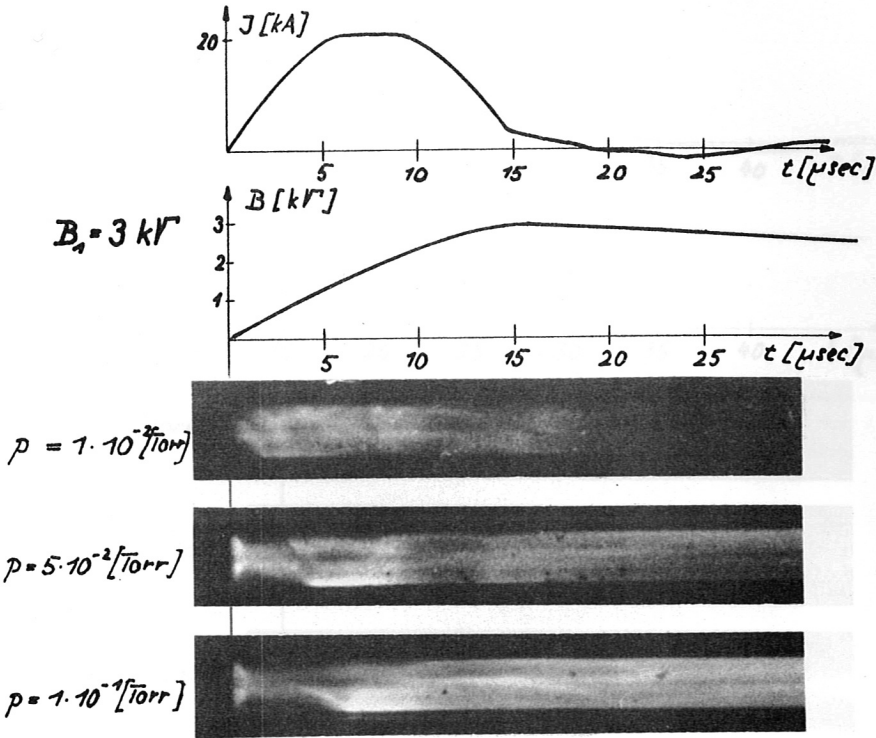 J [kA]
20
5 10 15 20 25 t [µsec]
B [kΓ]
3
2
1
B₁ = 3 kΓ
5 10 15 20 25 t [µsec]
p = 1·10⁻² [Torr]
p = 5·10⁻² [Torr]
p = 1·10⁻¹ [Torr]